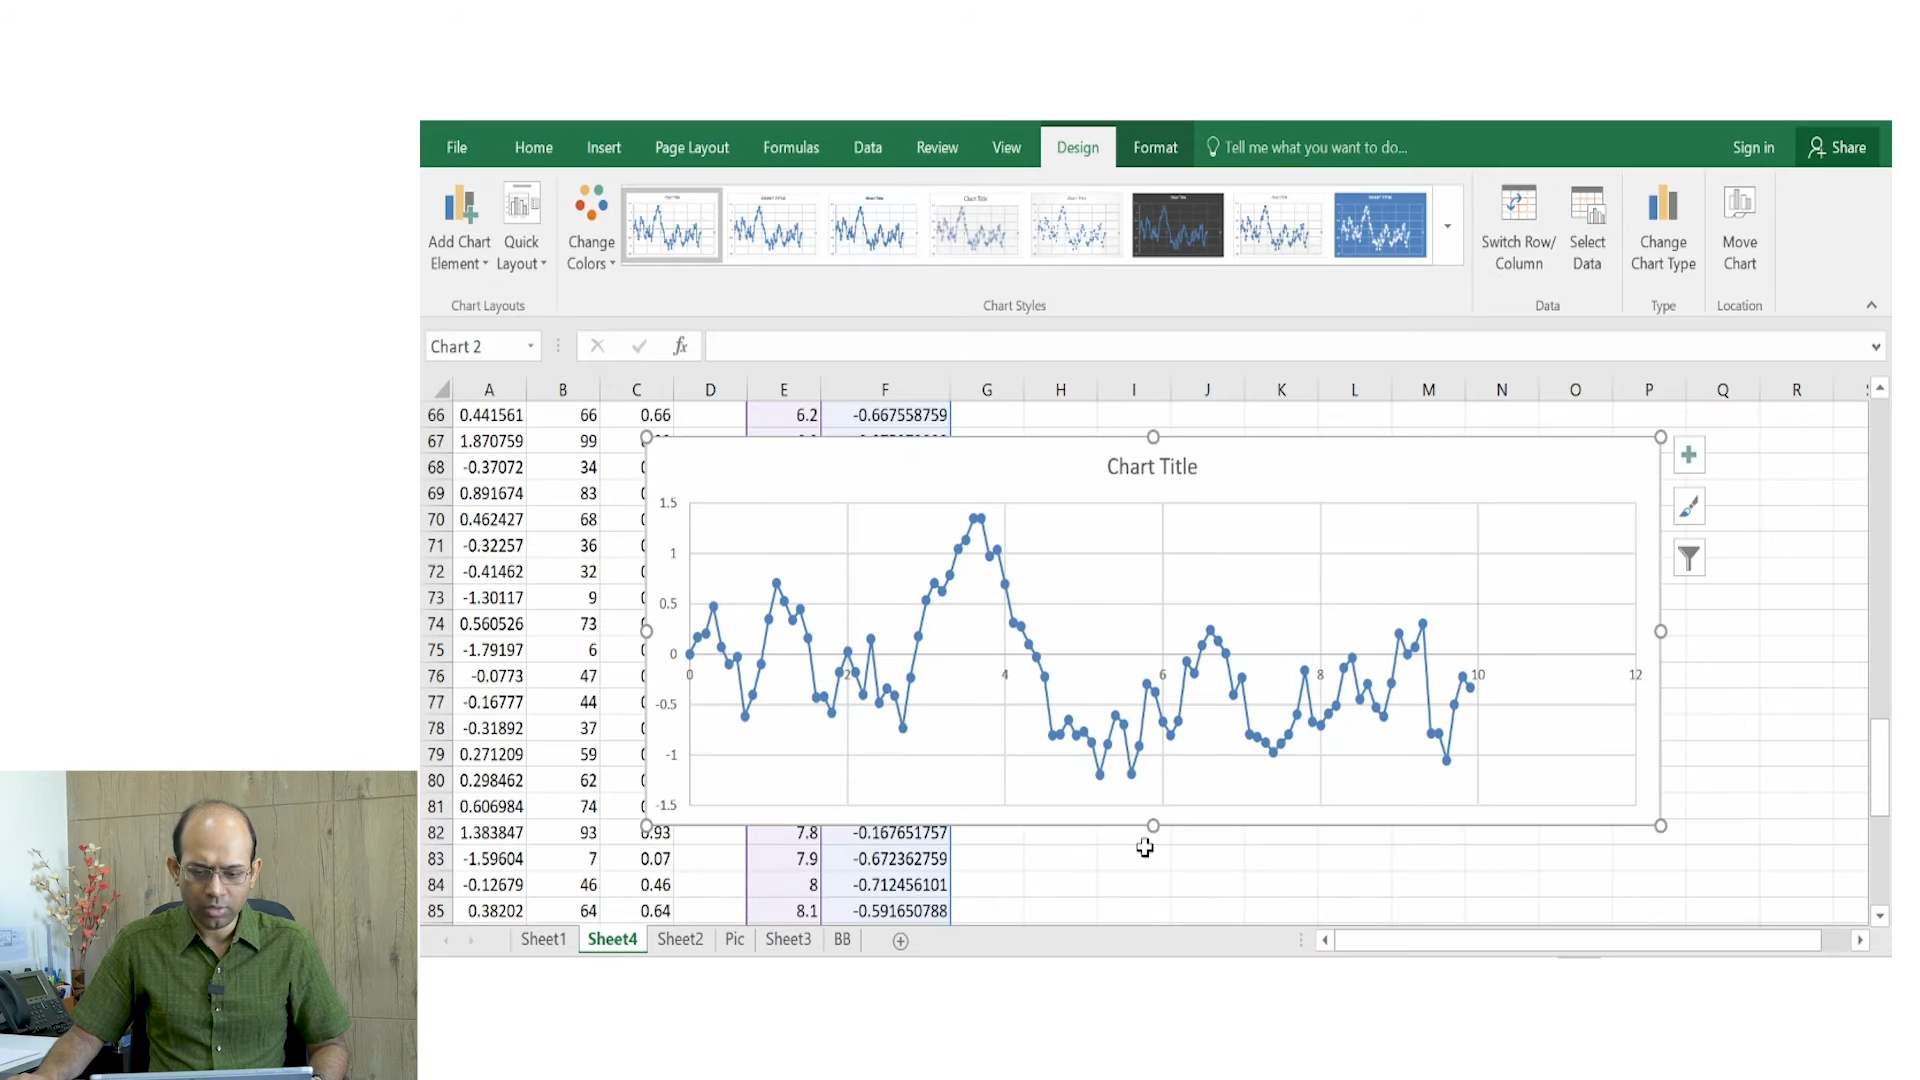 File Home Insert Page Layout Formulas Data Review View Design Format Tell me what you want to do... Sign in Share
Add Chart Element Quick Layout Change Colors Switch Row/ Column Select Data Change Chart Type Move Chart
Chart Layouts Chart Styles Data Type Location
Chart 2 fx
A B C D E F G H I J K L M N O P Q R
66 0.441561 66 0.66 6.2 -0.667558759
67 1.870759 99
68 -0.37072 34
69 0.891674 83
70 0.462427 68
71 -0.32257 36
72 -0.41462 32
73 -1.30117 9
74 0.560526 73
75 -1.79197 6
76 -0.0773 47
77 -0.16777 44
78 -0.31892 37
79 0.271209 59
80 0.298462 62
81 0.606984 74
82 1.383847 93 0.93 7.8 -0.167651757
83 -1.59604 7 0.07 7.9 -0.672362759
84 -0.12679 46 0.46 8 -0.712456101
85 0.38202 64 0.64 8.1 -0.591650788
Chart Title
1.5
1
0.5
0
0 2 4 6 8 10 12
-0.5
-1
-1.5
Sheet1 Sheet4 Sheet2 Pic Sheet3 BB